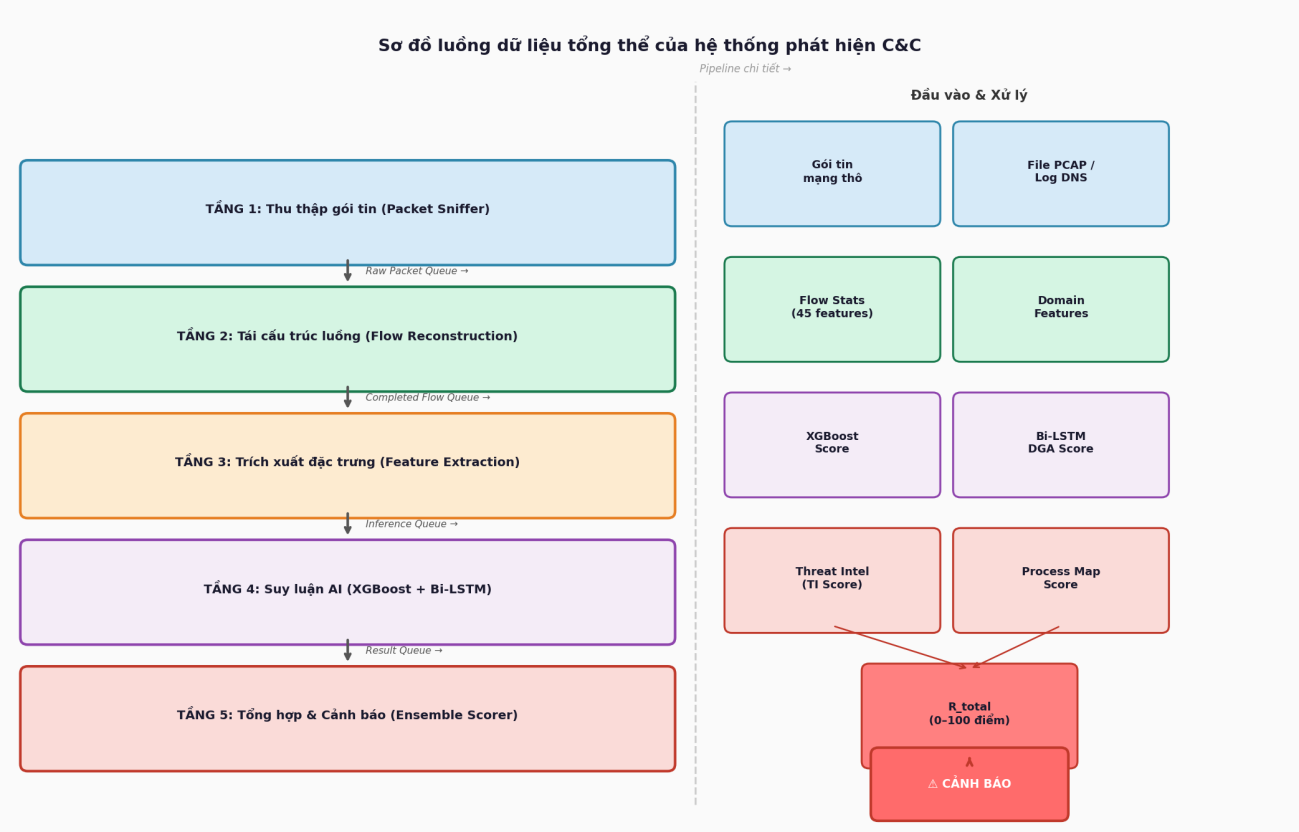 Sơ đồ luồng dữ liệu tổng thể của hệ thống phát hiện C&C
Pipeline chi tiết →
TẦNG 1: Thu thập gói tin (Packet Sniffer)
Raw Packet Queue →
TẦNG 2: Tái cấu trúc luồng (Flow Reconstruction)
Completed Flow Queue →
TẦNG 3: Trích xuất đặc trưng (Feature Extraction)
Inference Queue →
TẦNG 4: Suy luận AI (XGBoost + Bi-LSTM)
Result Queue →
TẦNG 5: Tổng hợp & Cảnh báo (Ensemble Scorer)
Đầu vào & Xử lý
Gói tin
mạng thô
File PCAP /
Log DNS
Flow Stats
(45 features)
Domain
Features
XGBoost
Score
Bi-LSTM
DGA Score
Threat Intel
(TI Score)
Process Map
Score
R_total
(0–100 điểm)
⚠ CẢNH BÁO